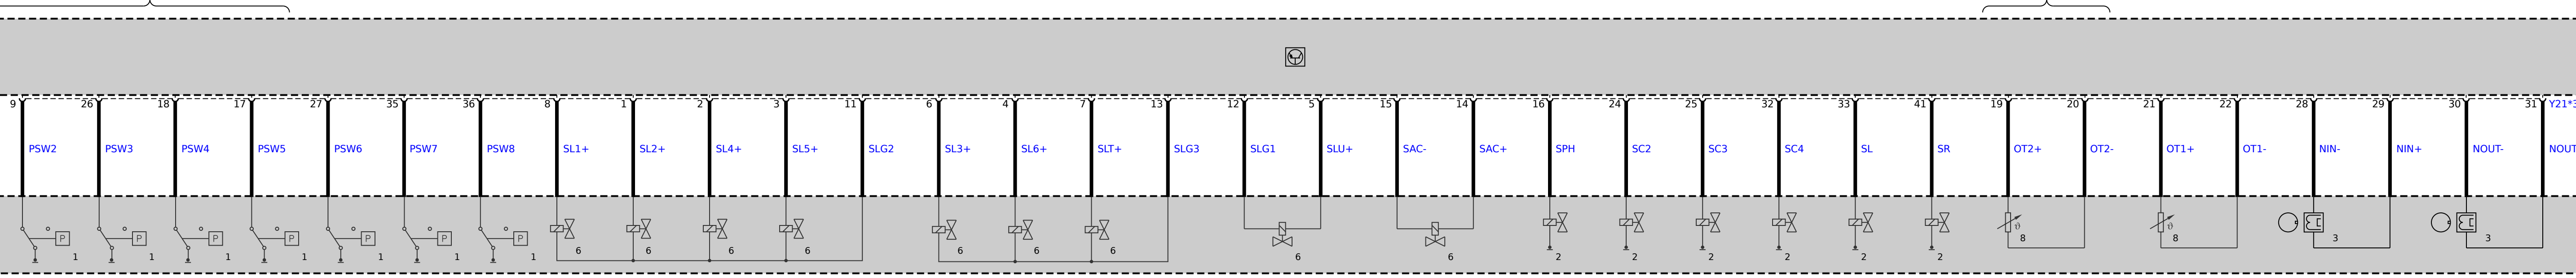 9 26 18 17 27 35 36 8 1 2 3 11 6 4 7 13 12 5 15 14 16 24 25 32 33 41 19 20 21 22 28 29 30 31 Y21*3
PSW2 PSW3 PSW4 PSW5 PSW6 PSW7 PSW8 SL1+ SL2+ SL4+ SL5+ SLG2 SL3+ SL6+ SLT+ SLG3 SLG1 SLU+ SAC- SAC+ SPH SC2 SC3 SC4 SL SR OT2+ OT2- OT1+ OT1- NIN- NIN+ NOUT- NOUT
P P P P P P P ϑ ϑ
1 1 1 1 1 1 1 6 6 6 6 6 6 6 6 6 2 2 2 2 2 2 8 8 3 3